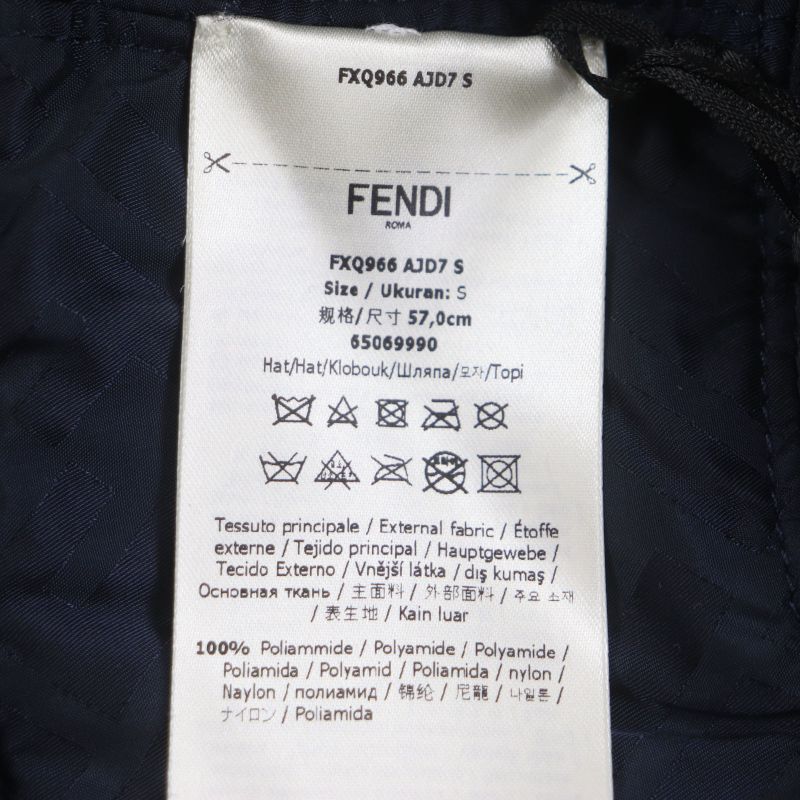 FXQ966 AJD7 S
FENDI
ROMA
FXQ966 AJD7 S
Size / Ukuran: S
规格/尺寸 57,0cm
65069990
Hat/Hat/Klobouk/Шляпа/모자/Topi
Tessuto principale / External fabric / Étoffe
externe / Tejido principal / Hauptgewebe /
Tecido Externo / Vnější látka / dış kumaş /
Основная ткань / 主面料 / 外部面料 / 주요 소재
/ 表生地 / Kain luar
100% Poliammide / Polyamide / Polyamide /
Poliamida / Polyamid / Poliamida / nylon /
Naylon / полиамид / 锦纶 / 尼龍 / 나일론 /
ナイロン / Poliamida